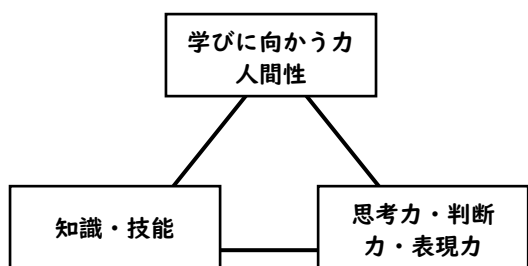 学びに向かう力
人間性
知識・技能
思考力・判断
力・表現力